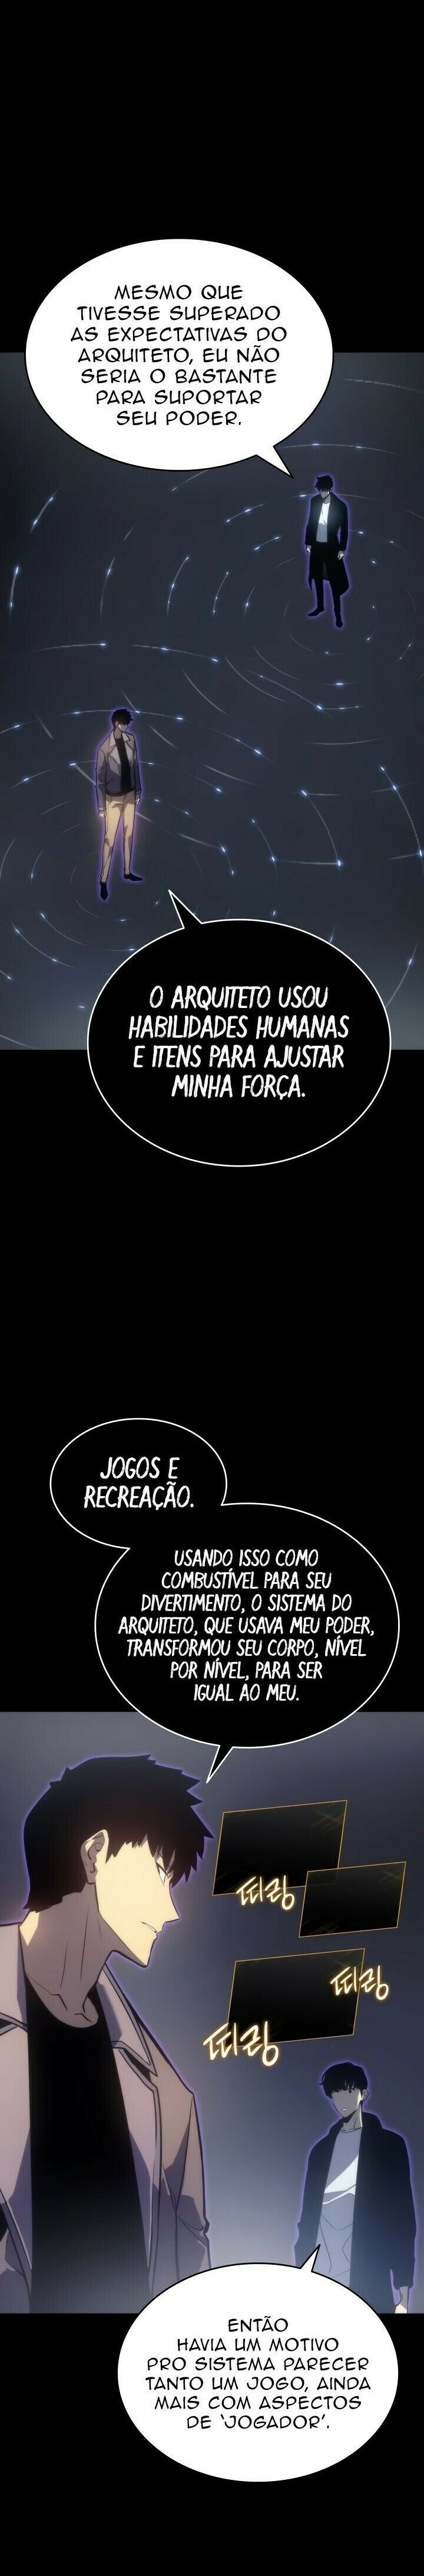 MESMO QUE
TIVESSE SUPERADO
AS EXPECTATIVAS DO
ARQUITETO, EU NÃO
SERIA O BASTANTE
PARA SUPORTAR
SEU PODER.
O ARQUITETO USOU
HABILIDADES HUMANAS
E ITENS PARA AJUSTAR
MINHA FORÇA.
JOGOS E
RECREAÇÃO.
USANDO ISSO COMO
COMBUSTÍVEL PARA SEU
DIVERTIMENTO, O SISTEMA DO
ARQUITETO, QUE USAVA MEU PODER,
TRANSFORMOU SEU CORPO, NÍVEL
POR NÍVEL, PARA SER
IGUAL AO MEU.
띠링
띠링
띠링
ENTÃO
HAVIA UM MOTIVO
PRO SISTEMA PARECER
TANTO UM JOGO, AINDA
MAIS COM ASPECTOS
DE 'JOGADOR'.